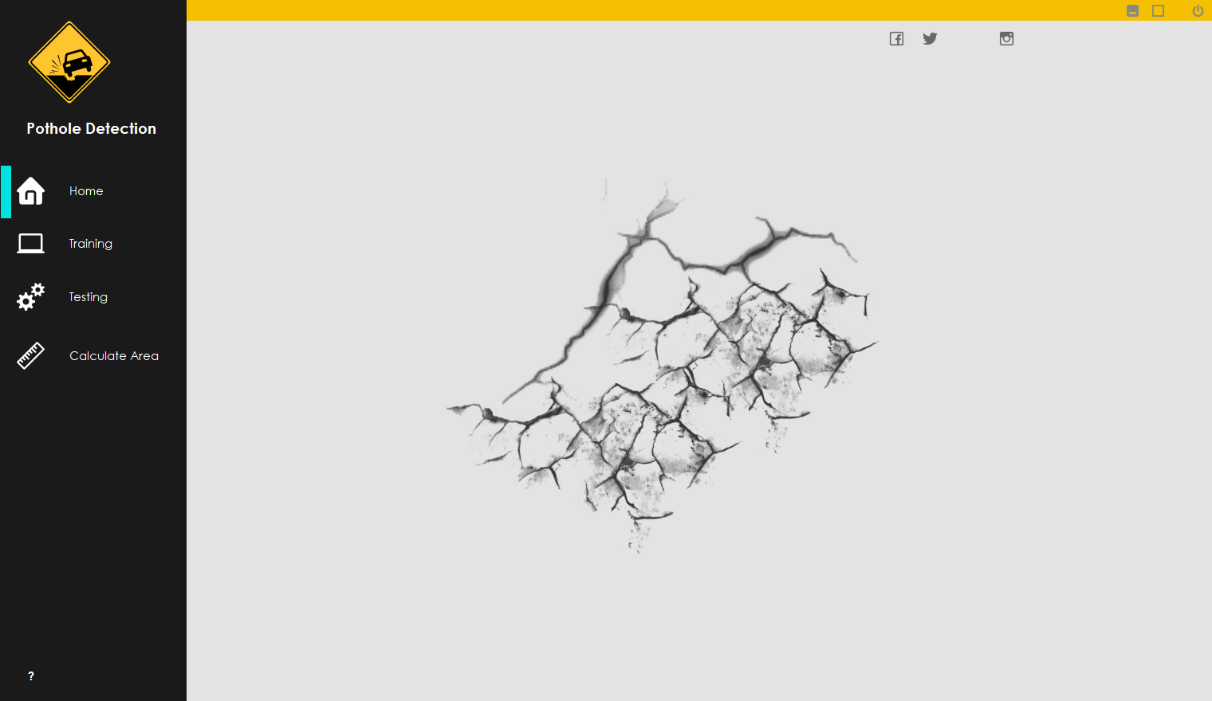 Pothole Detection
Home
Training
Testing
Calculate Area
?